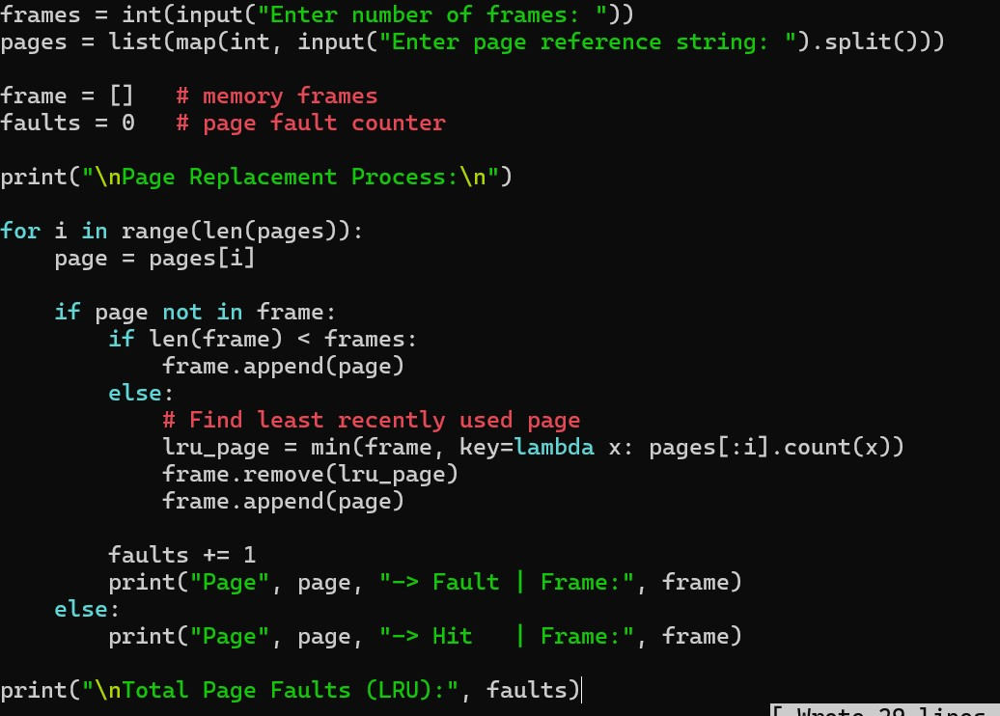 frames = int(input("Enter number of frames: "))
pages = list(map(int, input("Enter page reference string: ").split()))

frame = []   # memory frames
faults = 0   # page fault counter

print("\nPage Replacement Process:\n")

for i in range(len(pages)):
    page = pages[i]

    if page not in frame:
        if len(frame) < frames:
            frame.append(page)
        else:
            # Find least recently used page
            lru_page = min(frame, key=lambda x: pages[:i].count(x))
            frame.remove(lru_page)
            frame.append(page)

        faults += 1
        print("Page", page, "-> Fault | Frame:", frame)
    else:
        print("Page", page, "-> Hit   | Frame:", frame)

print("\nTotal Page Faults (LRU):", faults)
[ Wrote 29 lines